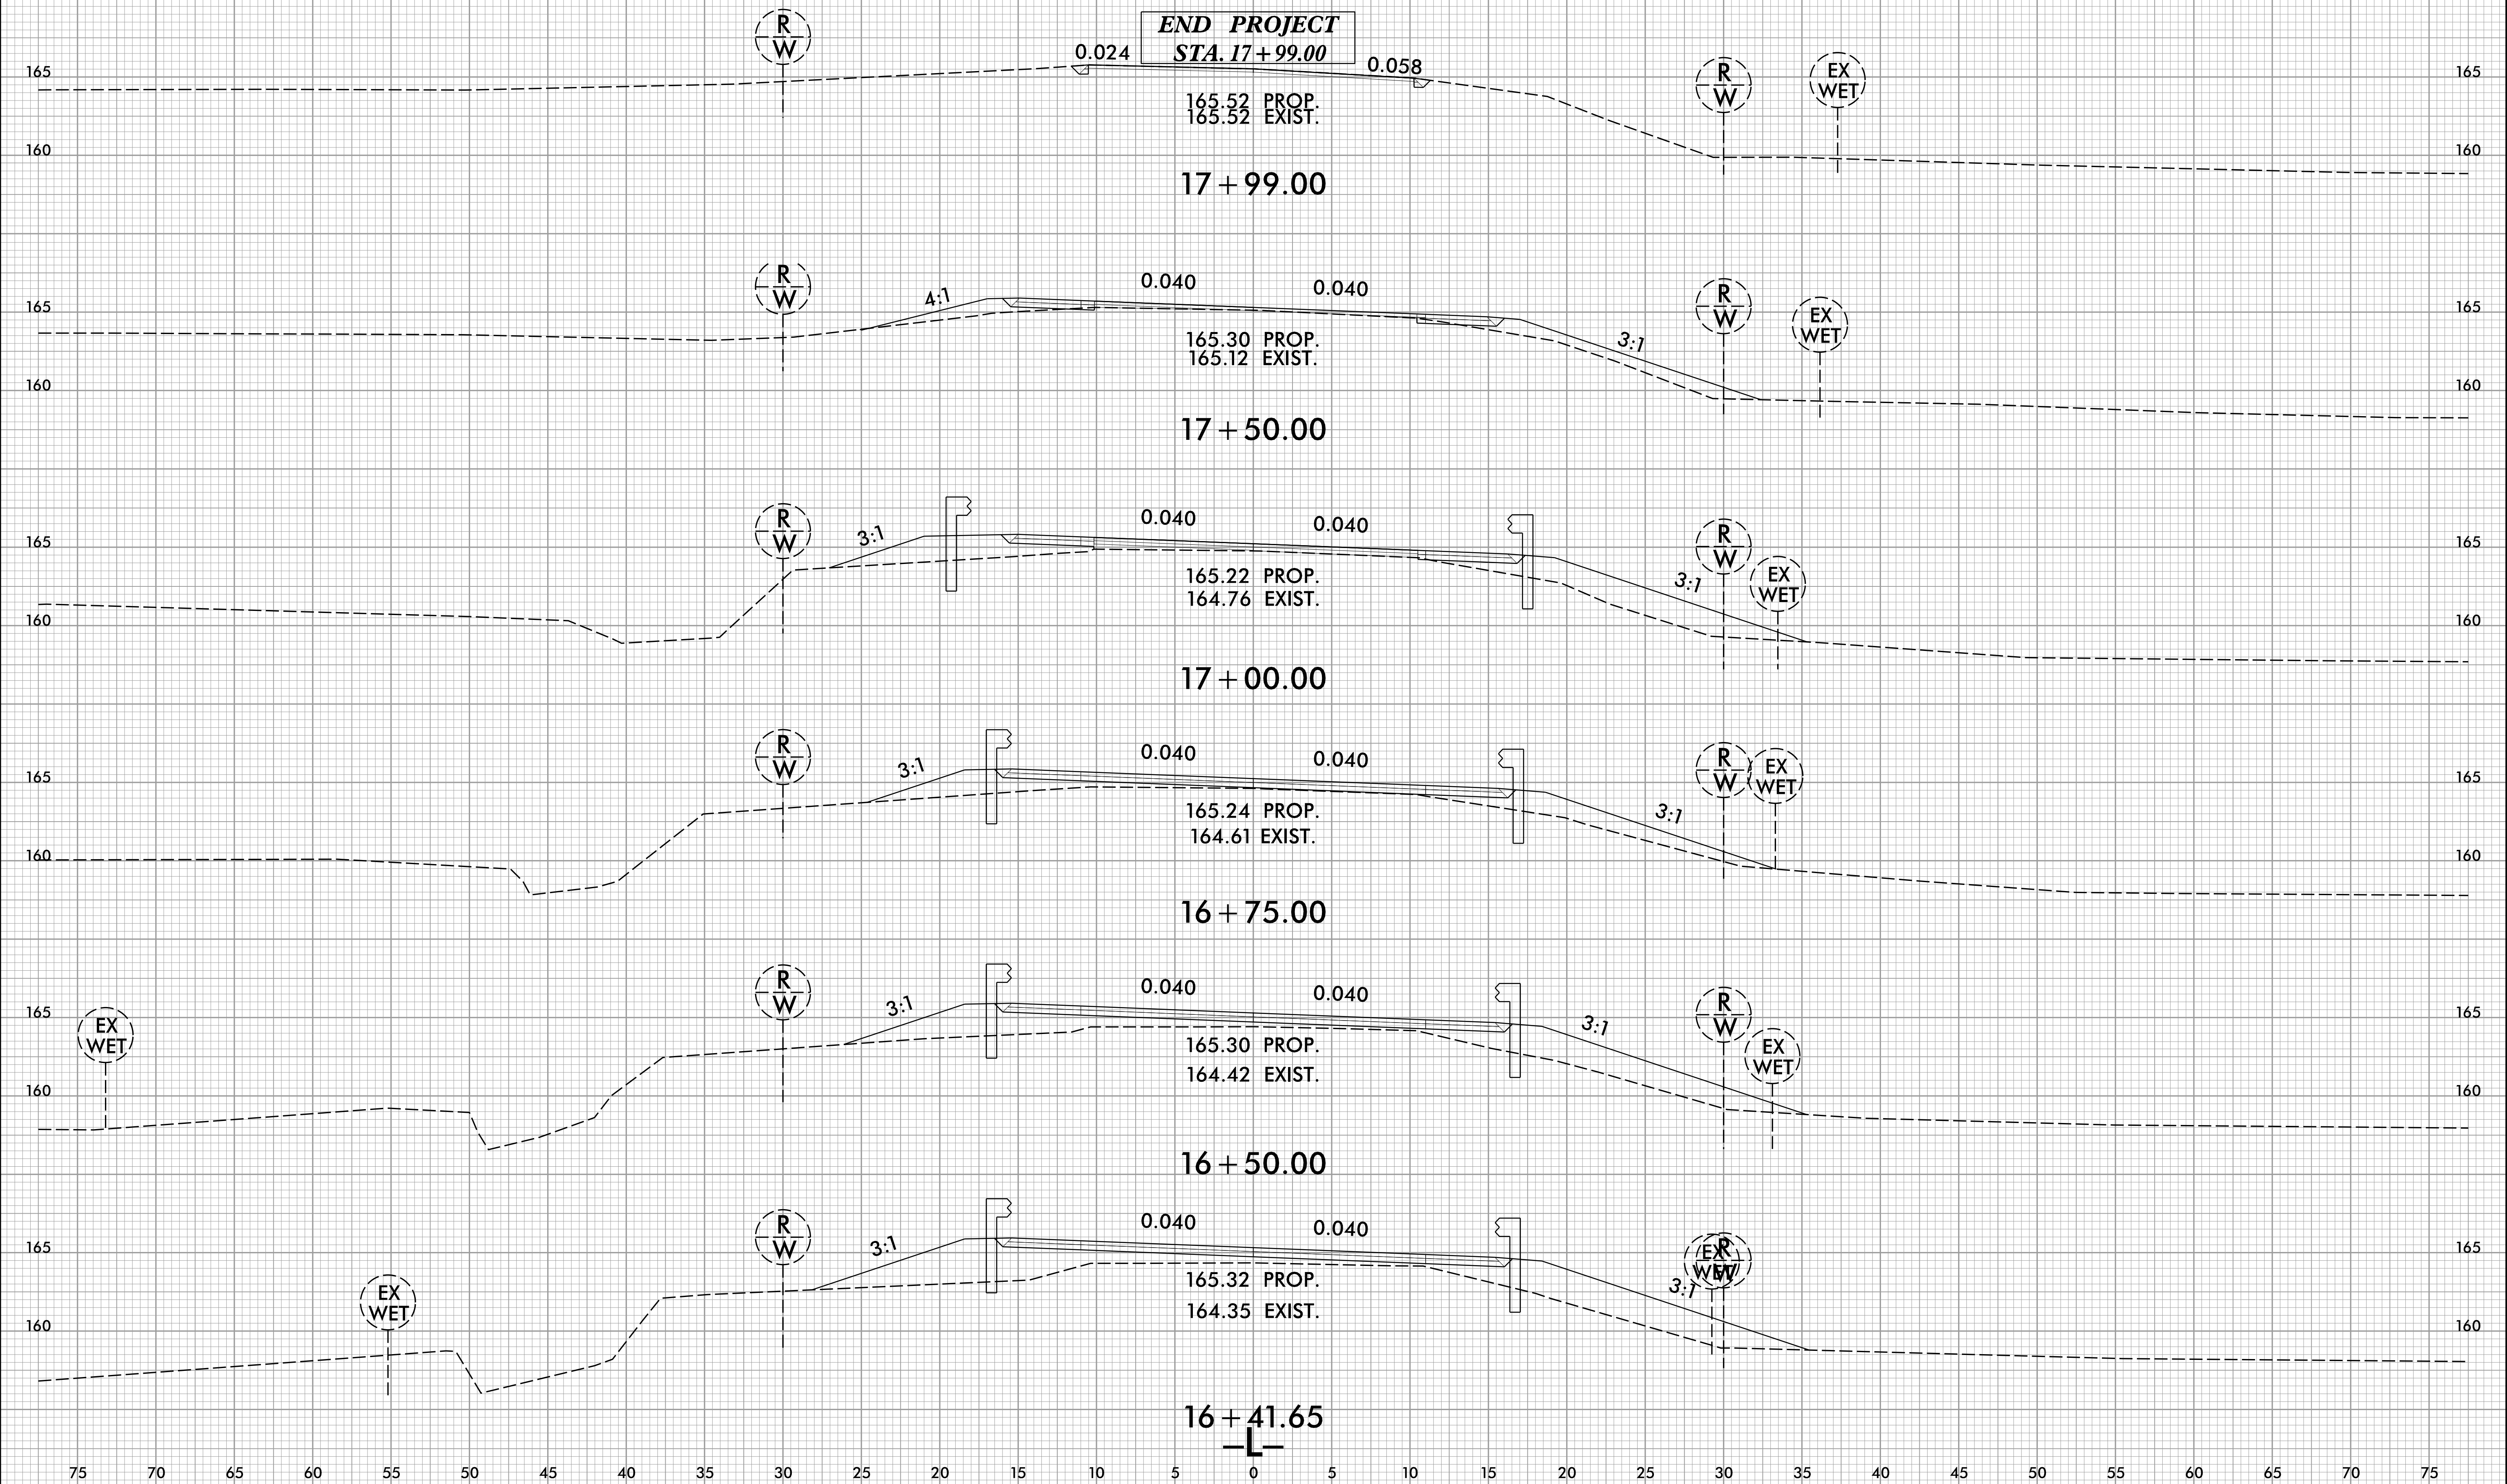 END PROJECT
STA. 17+99.00
R
W
0.024
0.058
165
R
W
EX
WET
165
165.52 PROP.
165.52 EXIST.
160
160
17+99.00
R
W
0.040
0.040
4:1
165
R
W
EX
WET
165
3:1
165.30 PROP.
165.12 EXIST.
160
160
17+50.00
R
W
0.040
0.040
3:1
165
R
W
165
165.22 PROP.
164.76 EXIST.
3:1
EX
WET
160
160
17+00.00
R
W
0.040
0.040
3:1
165
R
W
EX
WET
165
165.24 PROP.
164.61 EXIST.
3:1
160
160
16+75.00
R
W
0.040
0.040
3:1
165
EX
WET
R
W
165
3:1
165.30 PROP.
164.42 EXIST.
EX
WET
160
160
16+50.00
R
W
0.040
0.040
3:1
165
EX
WET
R
W
165
165.32 PROP.
164.35 EXIST.
3:1
EX
WET
160
160
16+41.65
-L-
75 70 65 60 55 50 45 40 35 30 25 20 15 10 5 0 5 10 15 20 25 30 35 40 45 50 55 60 65 70 75